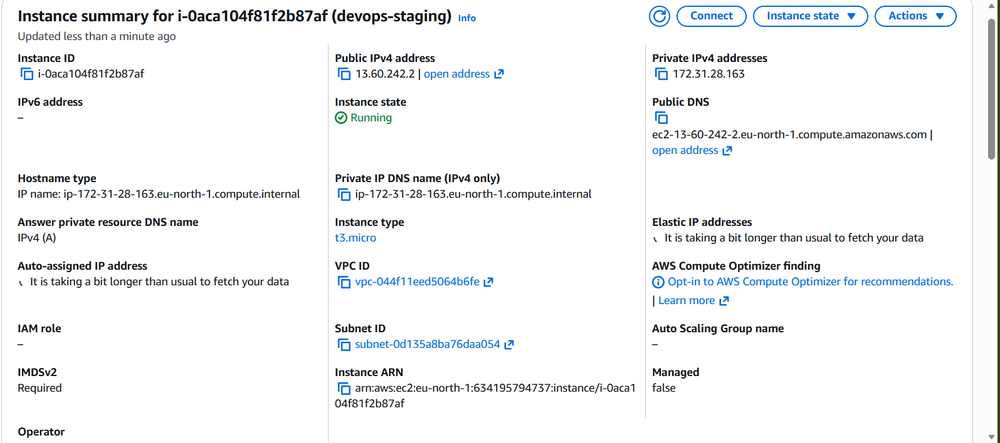 Instance summary for i-0aca104f81f2b87af (devops-staging) Info
Connect
Instance state
Actions
Updated less than a minute ago
Instance ID
i-0aca104f81f2b87af
Public IPv4 address
13.60.242.2 | open address
Private IPv4 addresses
172.31.28.163
IPv6 address
–
Instance state
Running
Public DNS
ec2-13-60-242-2.eu-north-1.compute.amazonaws.com |
open address
Hostname type
IP name: ip-172-31-28-163.eu-north-1.compute.internal
Private IP DNS name (IPv4 only)
ip-172-31-28-163.eu-north-1.compute.internal
Answer private resource DNS name
IPv4 (A)
Instance type
t3.micro
Elastic IP addresses
It is taking a bit longer than usual to fetch your data
Auto-assigned IP address
It is taking a bit longer than usual to fetch your data
VPC ID
vpc-044f11eed5064b6fe
AWS Compute Optimizer finding
Opt-in to AWS Compute Optimizer for recommendations.
| Learn more
IAM role
–
Subnet ID
subnet-0d135a8ba76daa054
Auto Scaling Group name
–
IMDSv2
Required
Instance ARN
arn:aws:ec2:eu-north-1:634195794737:instance/i-0aca1
04f81f2b87af
Managed
false
Operator